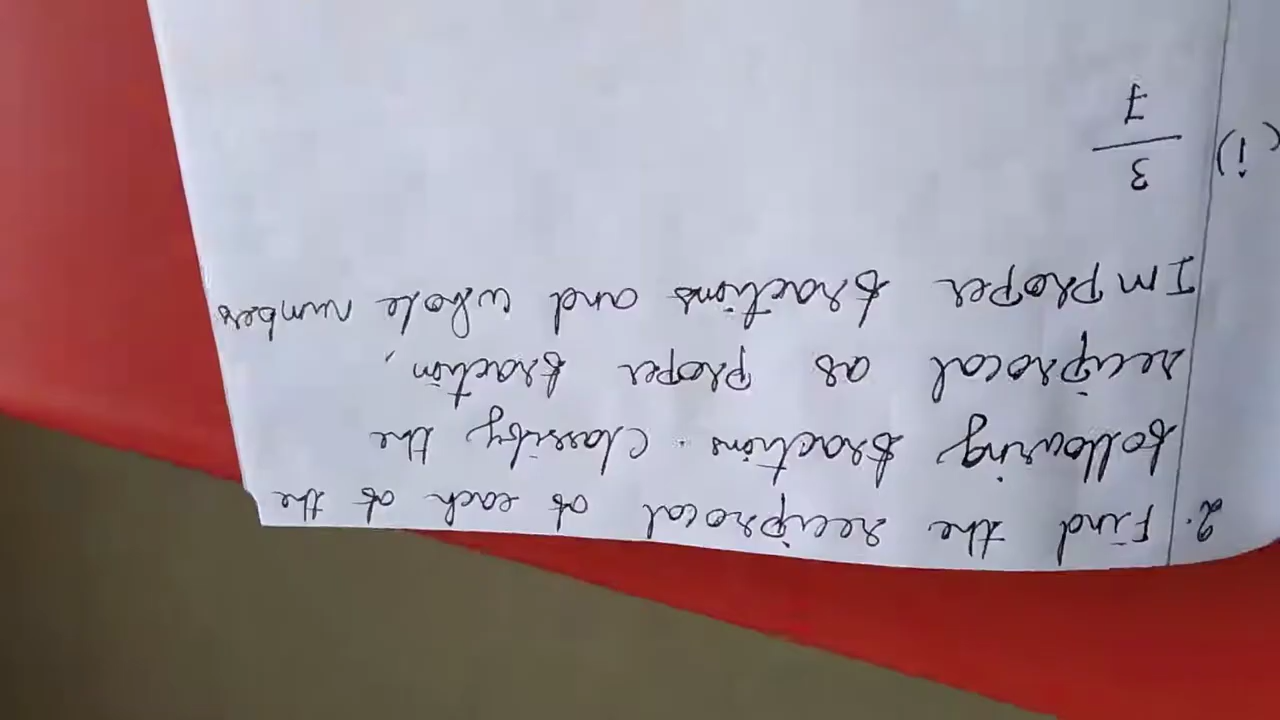 2. Find the reciprocal of each of the
following fractions. Classify the
reciprocal as proper fraction,
Improper fractions and whole numbers
(i) 3/7